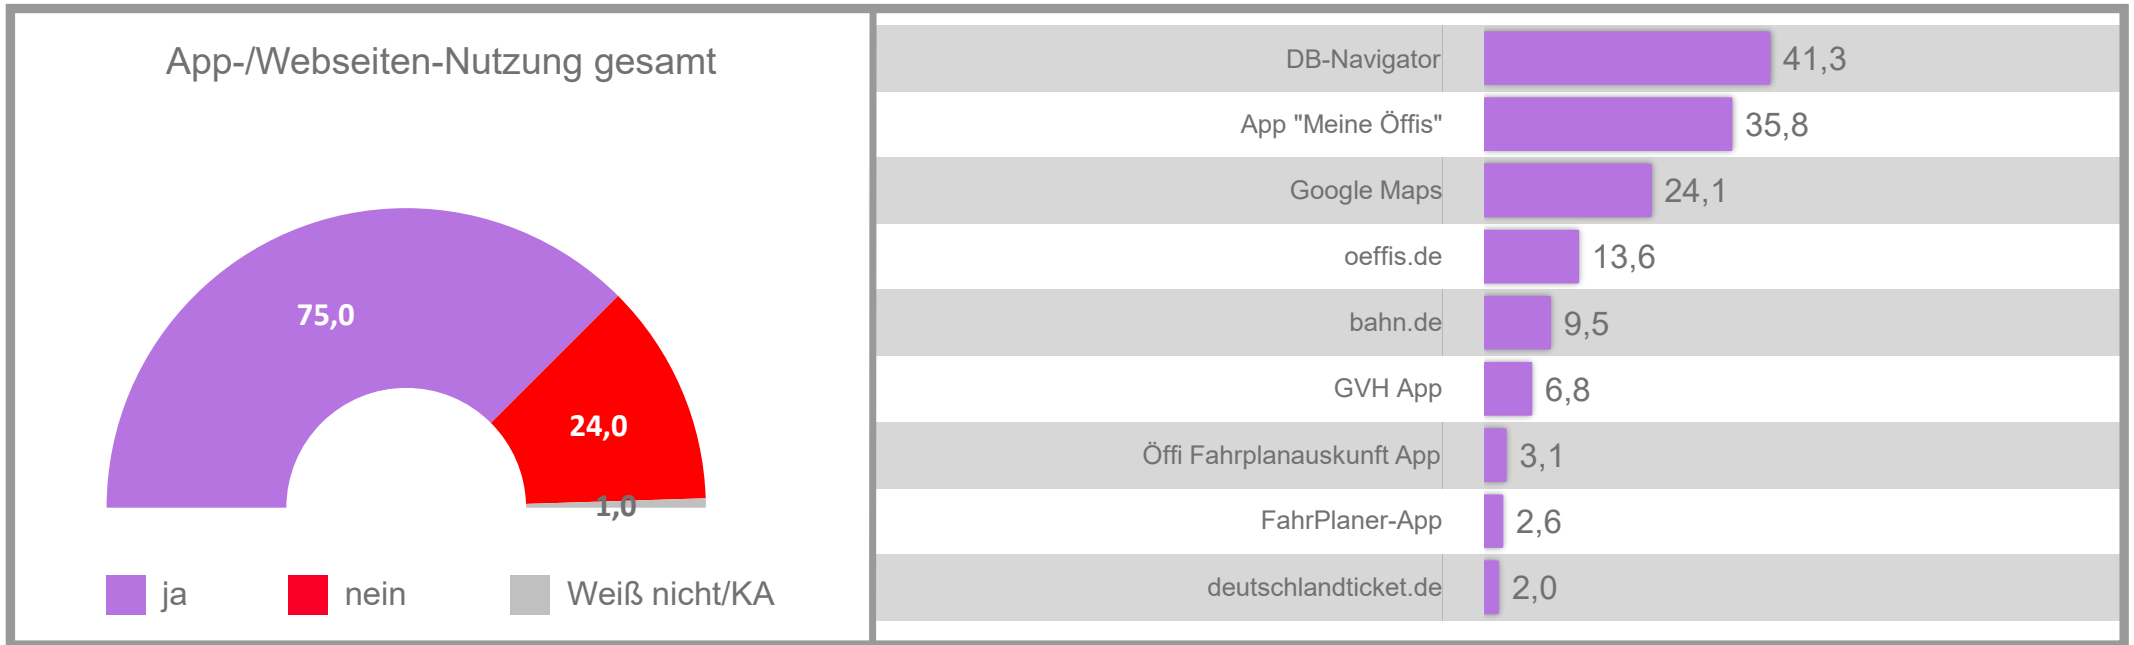 App-/Webseiten-Nutzung gesamt
75,0
24,0
1,0
ja
nein
Weiß nicht/KA
DB-Navigator 41,3
App "Meine Öffis" 35,8
Google Maps 24,1
oeffis.de 13,6
bahn.de 9,5
GVH App 6,8
Öffi Fahrplanauskunft App 3,1
FahrPlaner-App 2,6
deutschlandticket.de 2,0